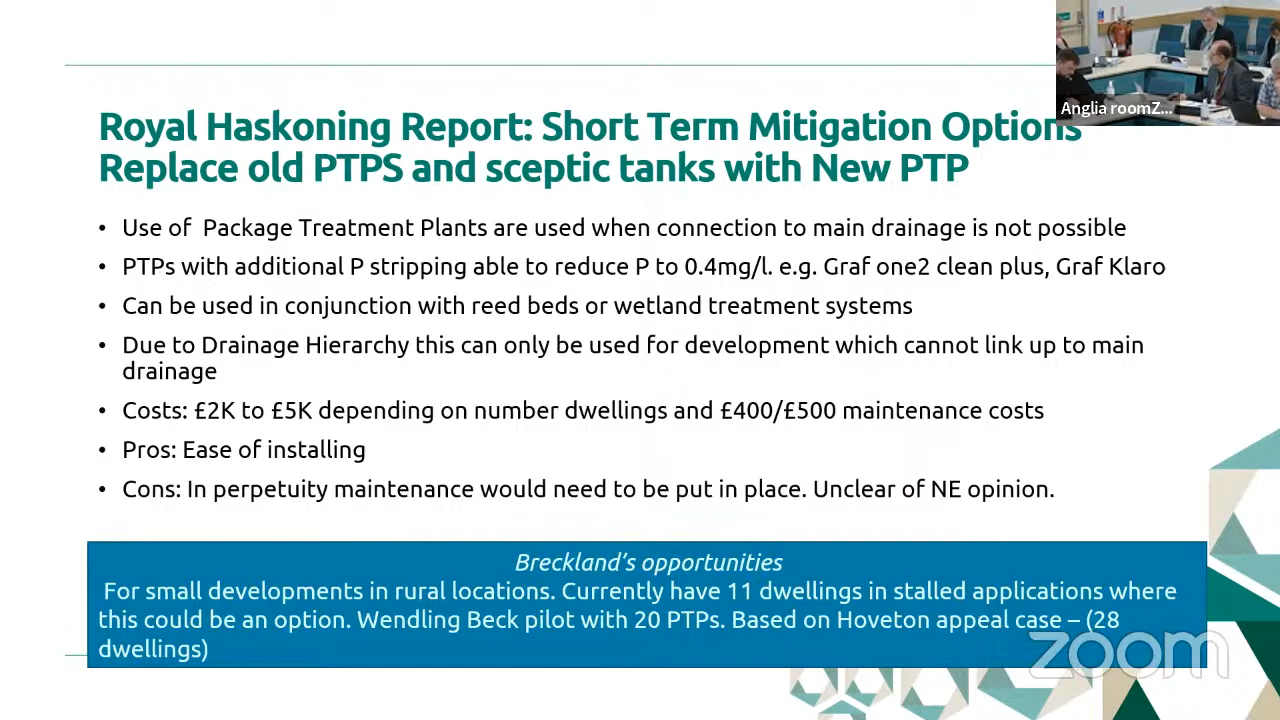 Anglia roomZ...
Royal Haskoning Report: Short Term Mitigation Options
Replace old PTPS and sceptic tanks with New PTP
• Use of Package Treatment Plants are used when connection to main drainage is not possible
• PTPs with additional P stripping able to reduce P to 0.4mg/l. e.g. Graf one2 clean plus, Graf Klaro
• Can be used in conjunction with reed beds or wetland treatment systems
• Due to Drainage Hierarchy this can only be used for development which cannot link up to main
drainage
• Costs: £2K to £5K depending on number dwellings and £400/£500 maintenance costs
• Pros: Ease of installing
• Cons: In perpetuity maintenance would need to be put in place. Unclear of NE opinion.
Breckland's opportunities
For small developments in rural locations. Currently have 11 dwellings in stalled applications where
this could be an option. Wendling Beck pilot with 20 PTPs. Based on Hoveton appeal case – (28
dwellings)
zoom